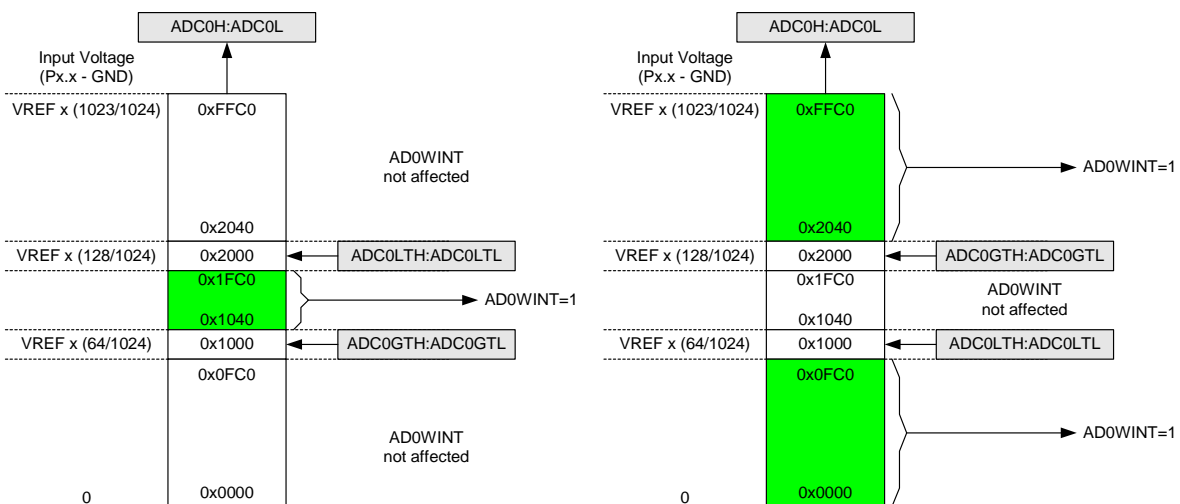 ADC0H:ADC0L
Input Voltage
(Px.x - GND)
VREF x (1023/1024)
0xFFC0
AD0WINT
not affected
0x2040
VREF x (128/1024)
0x2000
ADC0LTH:ADC0LTL
0x1FC0
AD0WINT=1
0x1040
VREF x (64/1024)
0x1000
ADC0GTH:ADC0GTL
0x0FC0
AD0WINT
not affected
0
0x0000
ADC0H:ADC0L
Input Voltage
(Px.x - GND)
VREF x (1023/1024)
0xFFC0
AD0WINT=1
0x2040
VREF x (128/1024)
0x2000
ADC0GTH:ADC0GTL
0x1FC0
AD0WINT
not affected
0x1040
VREF x (64/1024)
0x1000
ADC0LTH:ADC0LTL
0x0FC0
AD0WINT=1
0
0x0000